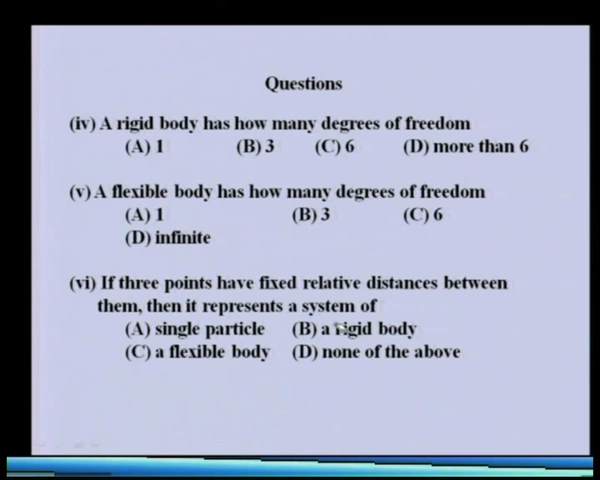 Questions
(iv) A rigid body has how many degrees of freedom
(A) 1 (B) 3 (C) 6 (D) more than 6
(v) A flexible body has how many degrees of freedom
(A) 1 (B) 3 (C) 6
(D) infinite
(vi) If three points have fixed relative distances between
them, then it represents a system of
(A) single particle (B) a rigid body
(C) a flexible body (D) none of the above